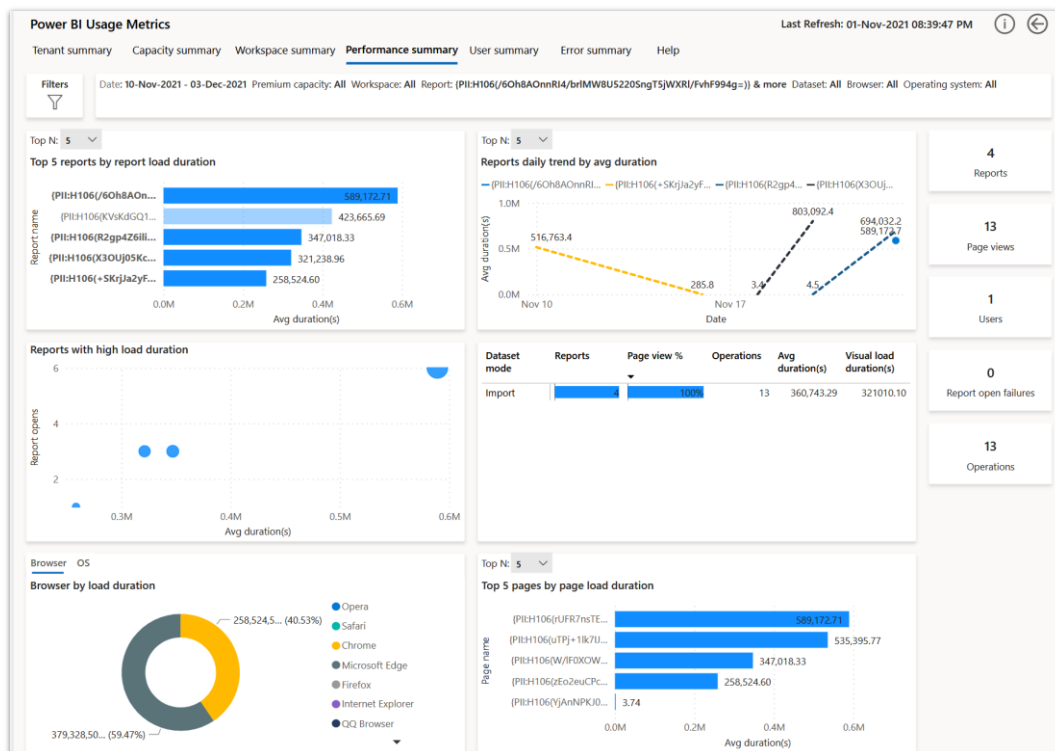 Power BI Usage Metrics
Last Refresh: 01-Nov-2021 08:39:47 PM
Tenant summary Capacity summary Workspace summary Performance summary User summary Error summary Help
Filters
Date: 10-Nov-2021 - 03-Dec-2021 Premium capacity: All Workspace: All Report: {PII:H106(/6Oh8AOnnRI4/brlMW8U5220SngT5jWXRl/FvhF994g=)} & more Dataset: All Browser: All Operating system: All
Top N: 5
Top 5 reports by report load duration
Report name
{PII:H106(/6Oh8AOn... 589,172.71
{PII:H106(KVsKdGQ1... 423,665.69
{PII:H106(R2gp4Z6ili... 347,018.33
{PII:H106(X3OUj05Kc... 321,238.96
{PII:H106(+SKrjJa2yF... 258,524.60
0.0M 0.2M 0.4M 0.6M
Avg duration(s)
Top N: 5
Reports daily trend by avg duration
{PII:H106(/6Oh8AOnnRI... {PII:H106(+SKrjJa2yF... {PII:H106(R2gp4... {PII:H106(X3OUj...
Avg duration(s)
1.0M
0.5M
0.0M
516,763.4
285.8
3.4
803,092.4
4.5
694,032.2
589,172.7
Nov 10 Nov 17
Date
4
Reports
13
Page views
1
Users
0
Report open failures
13
Operations
Reports with high load duration
Report opens
6
4
2
0.3M 0.4M 0.5M 0.6M
Avg duration(s)
Dataset mode Reports Page view % Operations Avg duration(s) Visual load duration(s)
Import 4 100% 13 360,743.29 321010.10
Browser OS
Browser by load duration
258,524,5... (40.53%)
379,328,50... (59.47%)
Opera
Safari
Chrome
Microsoft Edge
Firefox
Internet Explorer
QQ Browser
Top N: 5
Top 5 pages by page load duration
Page name
{PII:H106(rUFR7nsTE... 589,172.71
{PII:H106(uTPj+1lk7IJ... 535,395.77
{PII:H106(W/IF0XOW... 347,018.33
{PII:H106(zEo2euCPc... 258,524.60
{PII:H106(YjAnNPKJ0... 3.74
0.0M 0.2M 0.4M 0.6M
Avg duration(s)